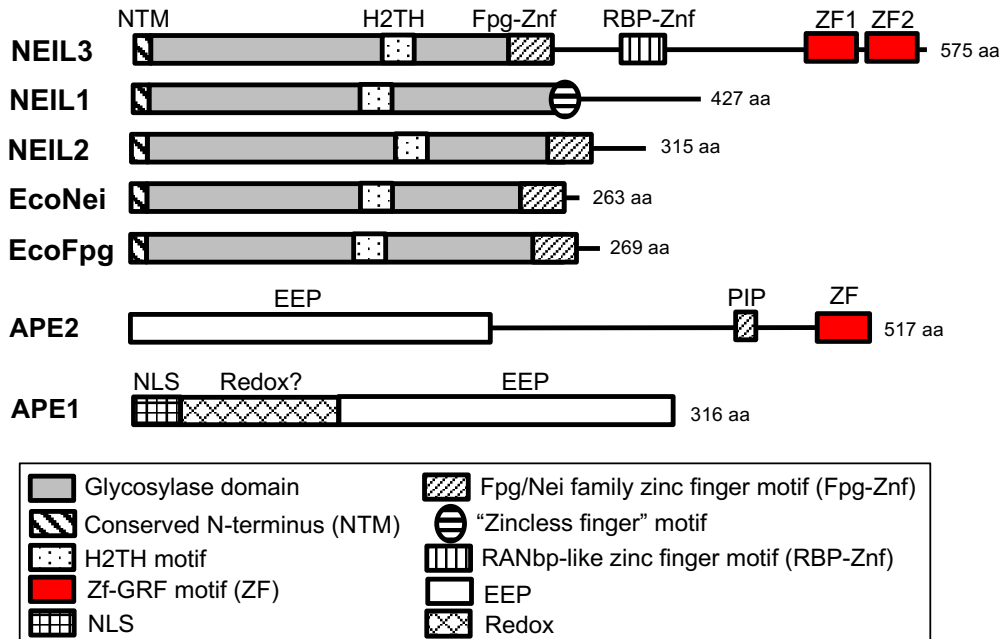 NTM H2TH Fpg-Znf RBP-Znf ZF1 ZF2
NEIL3 575 aa
NEIL1 427 aa
NEIL2 315 aa
EcoNei 263 aa
EcoFpg 269 aa
EEP PIP ZF
APE2 517 aa
NLS Redox? EEP
APE1 316 aa
Glycosylase domain Fpg/Nei family zinc finger motif (Fpg-Znf)
Conserved N-terminus (NTM) “Zincless finger” motif
H2TH motif RANbp-like zinc finger motif (RBP-Znf)
Zf-GRF motif (ZF) EEP
NLS Redox